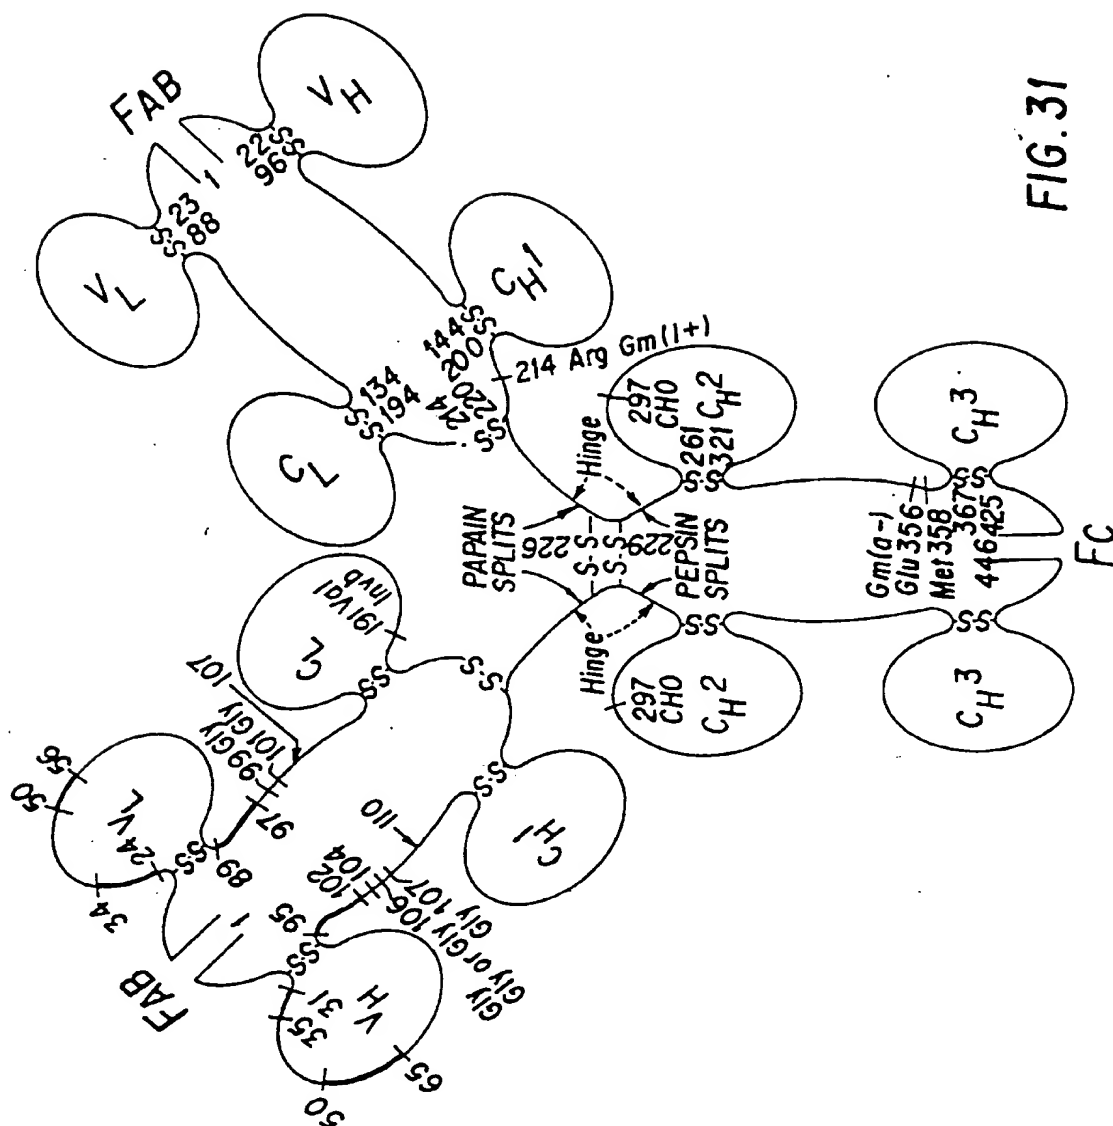 FAB
V_H
22
S-S
96
1
23
S-S
88
V_L
C_H1
S-S
144
200
134
S-S
194
C_L
214
220
S-S
214 Arg Gm(1+)
PAPAIN
SPLITS
Hinge
226
S-S
S-S
229
Hinge
PEPSIN
SPLITS
297
CHO
C_H2
261
S-S
321
297
CHO
C_H2
S-S
Gm(a-)
Glu 356
Met 358
367
S-S
425
446
C_H3
C_H3
S-S
FC
FAB
1
50
56
V_L
34
24
S-S
89
97
99 Gly
101 Gly
107
C_L
191 Val
Invb
S-S
S-S
95
S-S
V_H
31
35
50
65
102
104
Gly 106
Gly or Gly 107
Gly
110
S-S
C_H1
FIG. 31